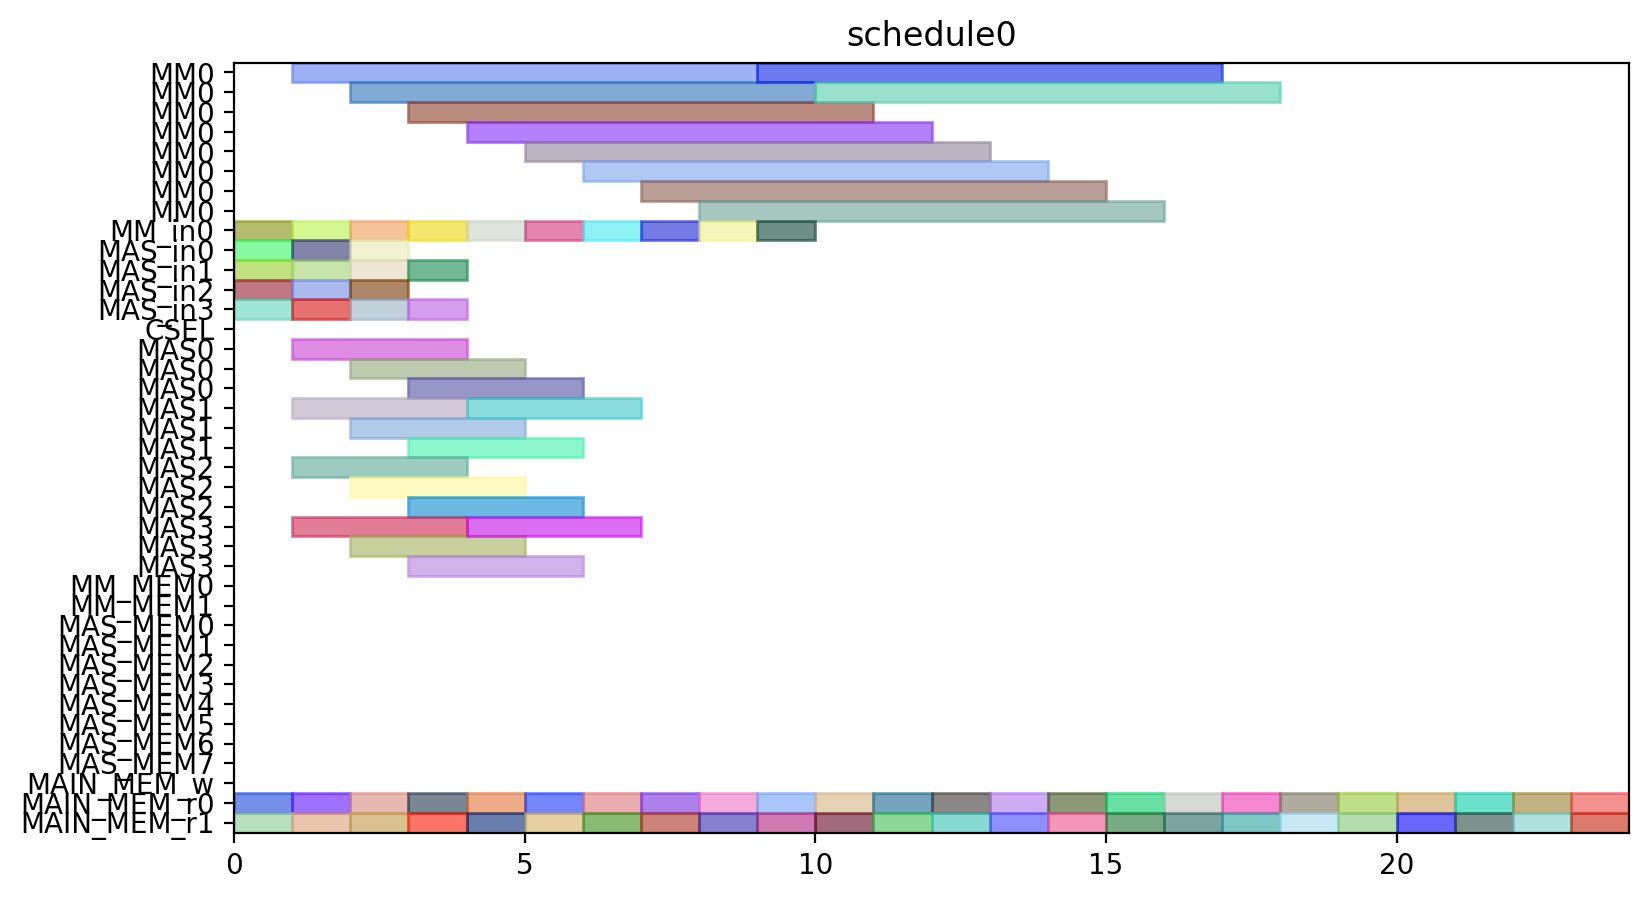 schedule0
MM0
MM0
MM0
MM0
MM0
MM0
MM0
MM0
MM_in0
MAS_in0
MAS_in1
MAS_in2
MAS_in3
CSEL
MAS0
MAS0
MAS0
MAS1
MAS1
MAS1
MAS2
MAS2
MAS2
MAS3
MAS3
MAS3
MM_MEM0
MM_MEM1
MAS_MEM0
MAS_MEM1
MAS_MEM2
MAS_MEM3
MAS_MEM4
MAS_MEM5
MAS_MEM6
MAS_MEM7
MAIN_MEM_w
MAIN_MEM_r0
MAIN_MEM_r1
0 5 10 15 20